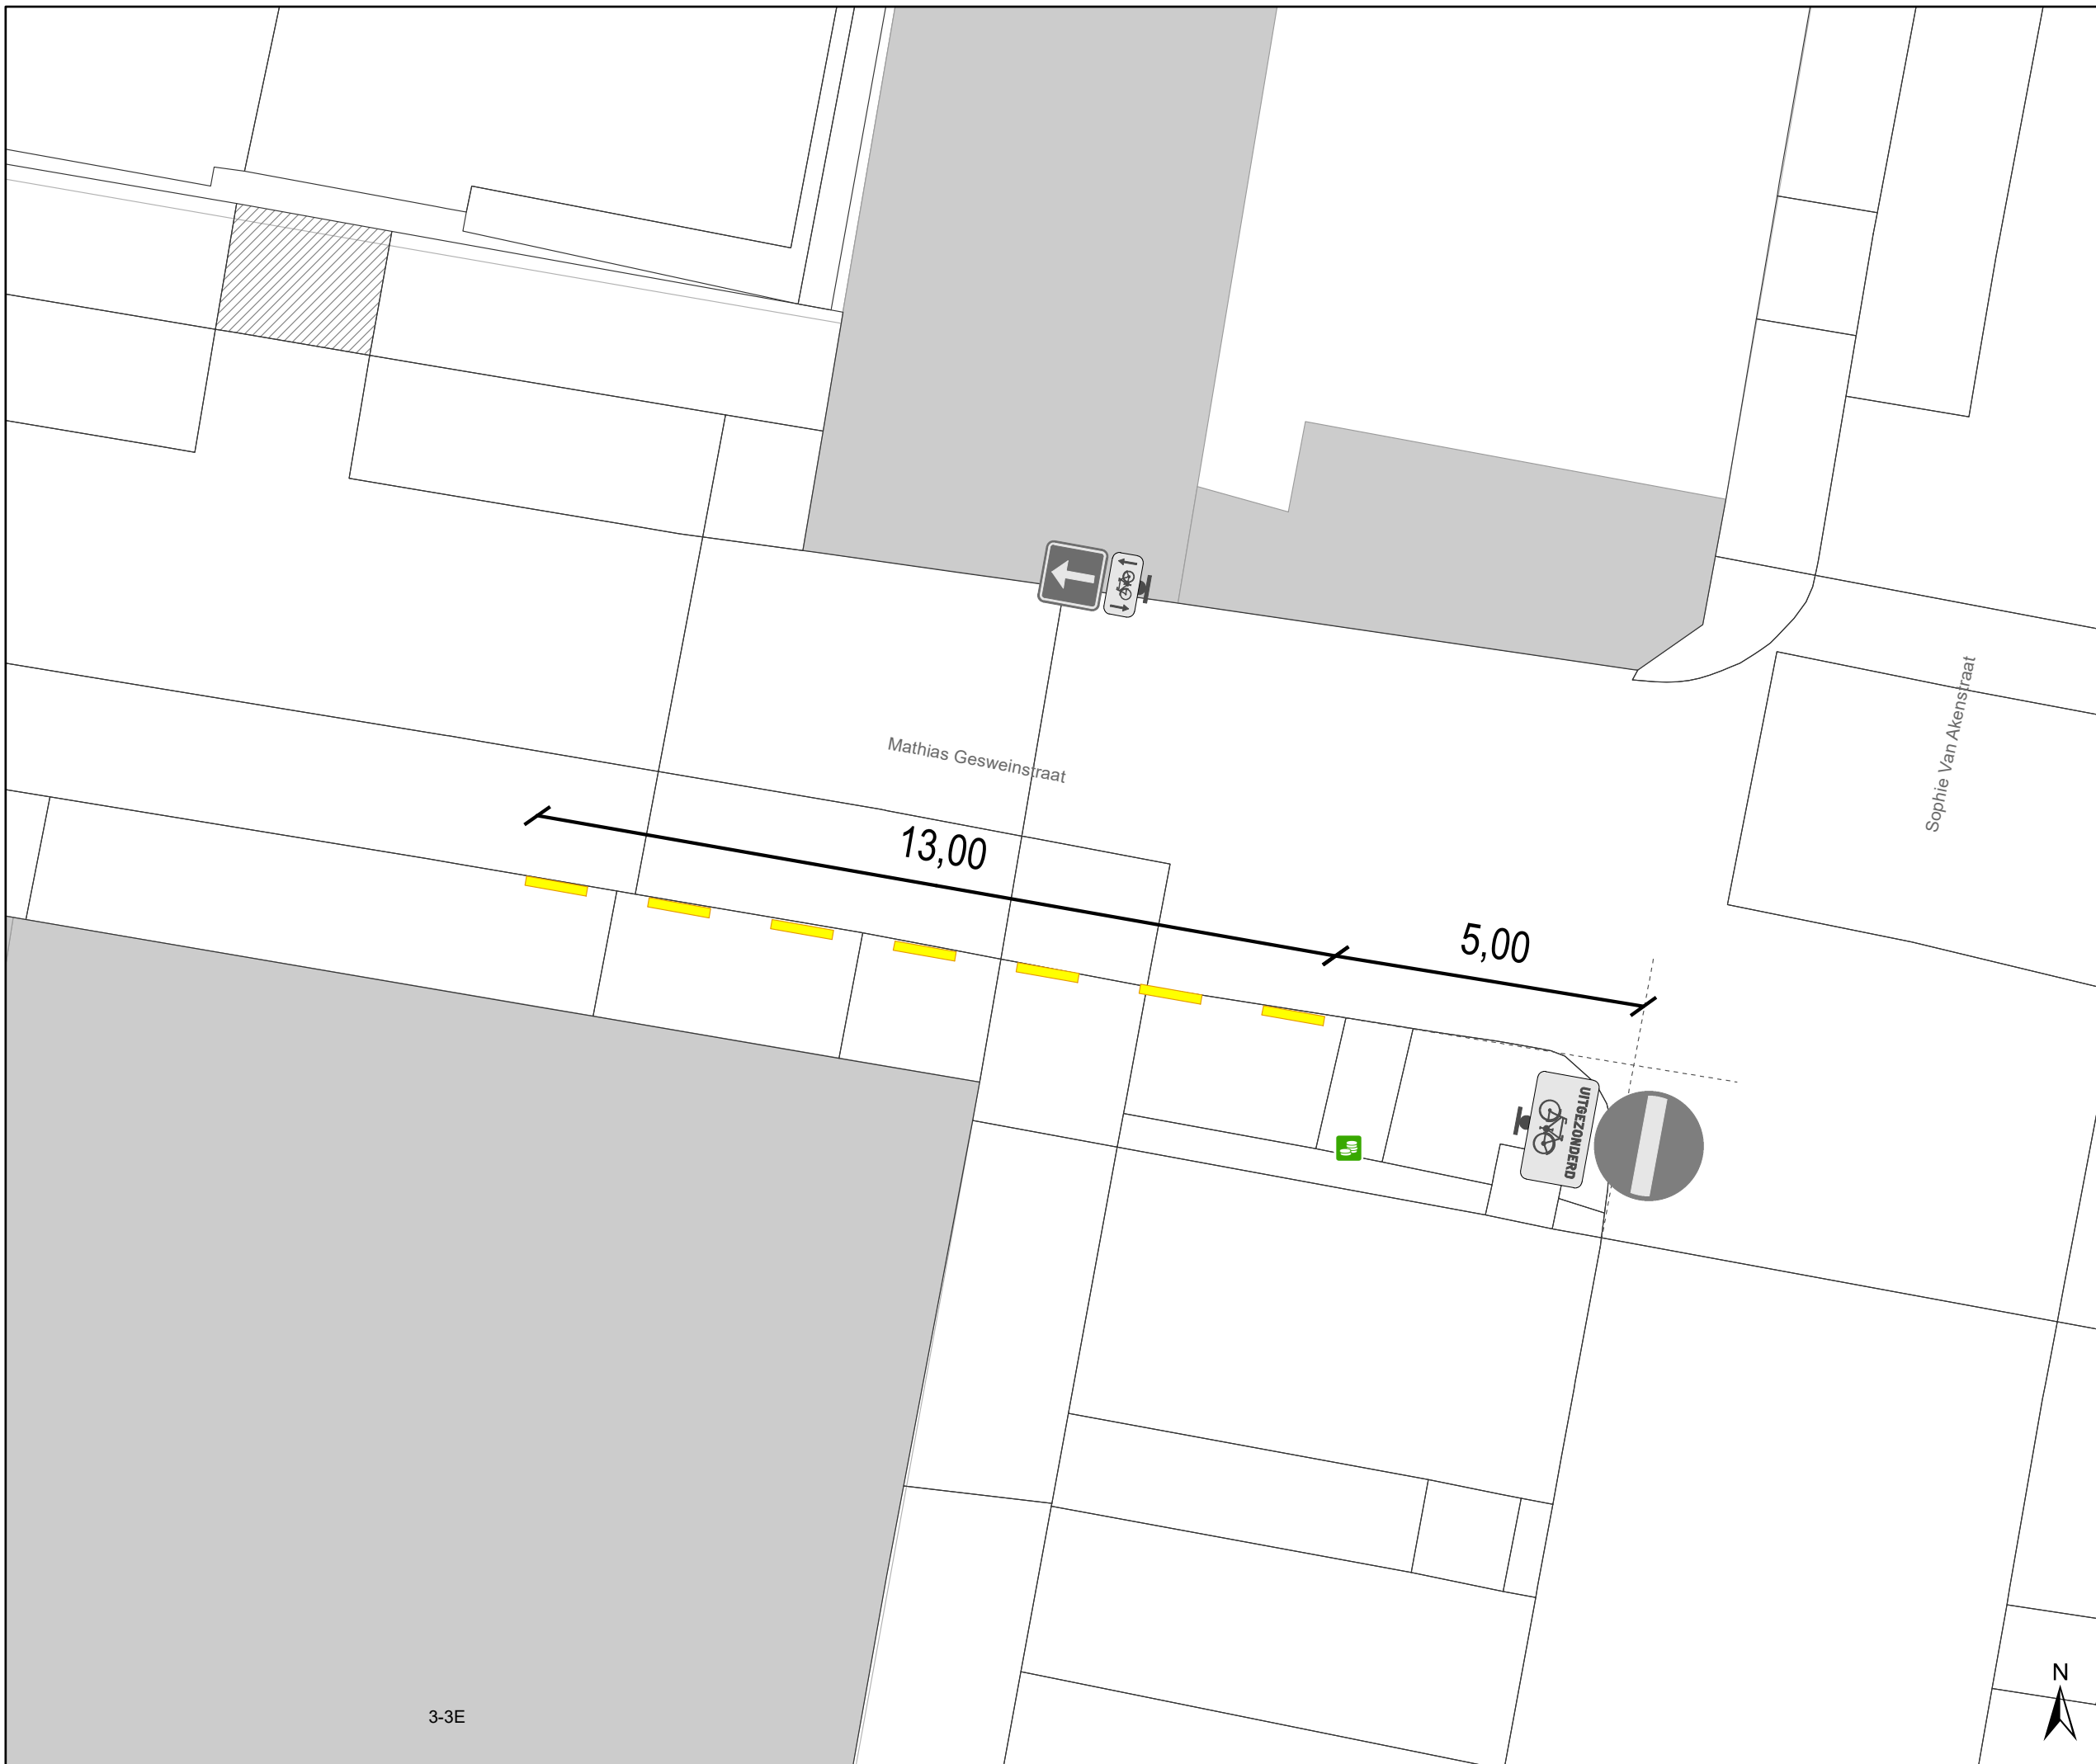 Sophie Van Akenstraat
Mathias Gesweinstraat
13,00
5,00
UITGEZONDERD
N
3-3E